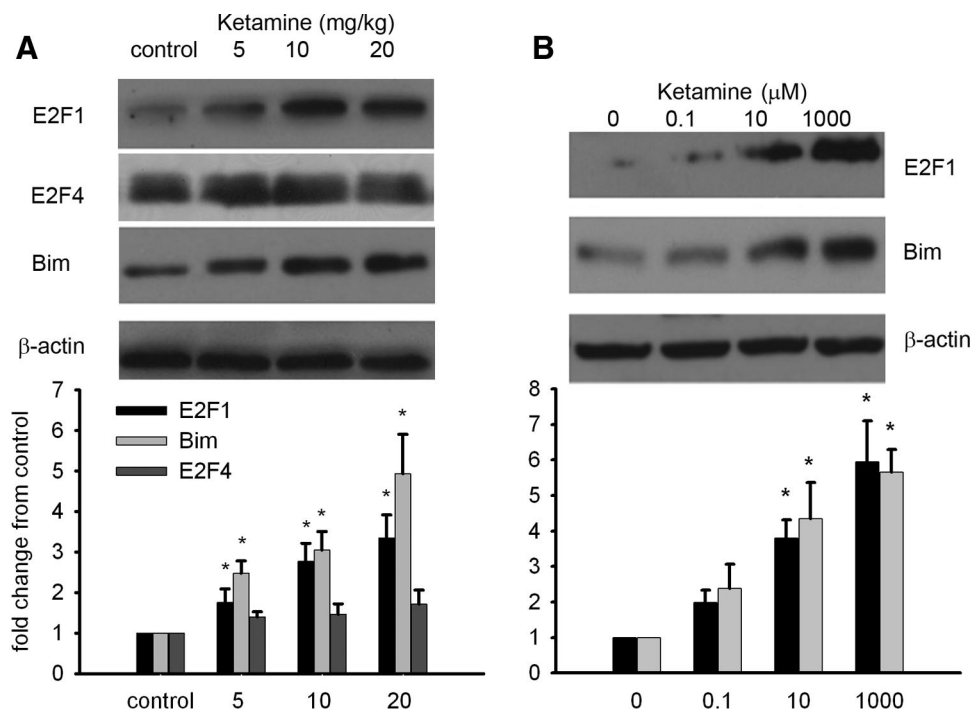 A
Ketamine (mg/kg)
control 5 10 20
E2F1
E2F4
Bim
β-actin
fold change from control
7
6
5
4
3
2
1
0
E2F1
Bim
E2F4
* * * * * *
control 5 10 20
B
Ketamine (μM)
0 0.1 10 1000
E2F1
Bim
β-actin
8
7
6
5
4
3
2
1
0
* * * *
0 0.1 10 1000